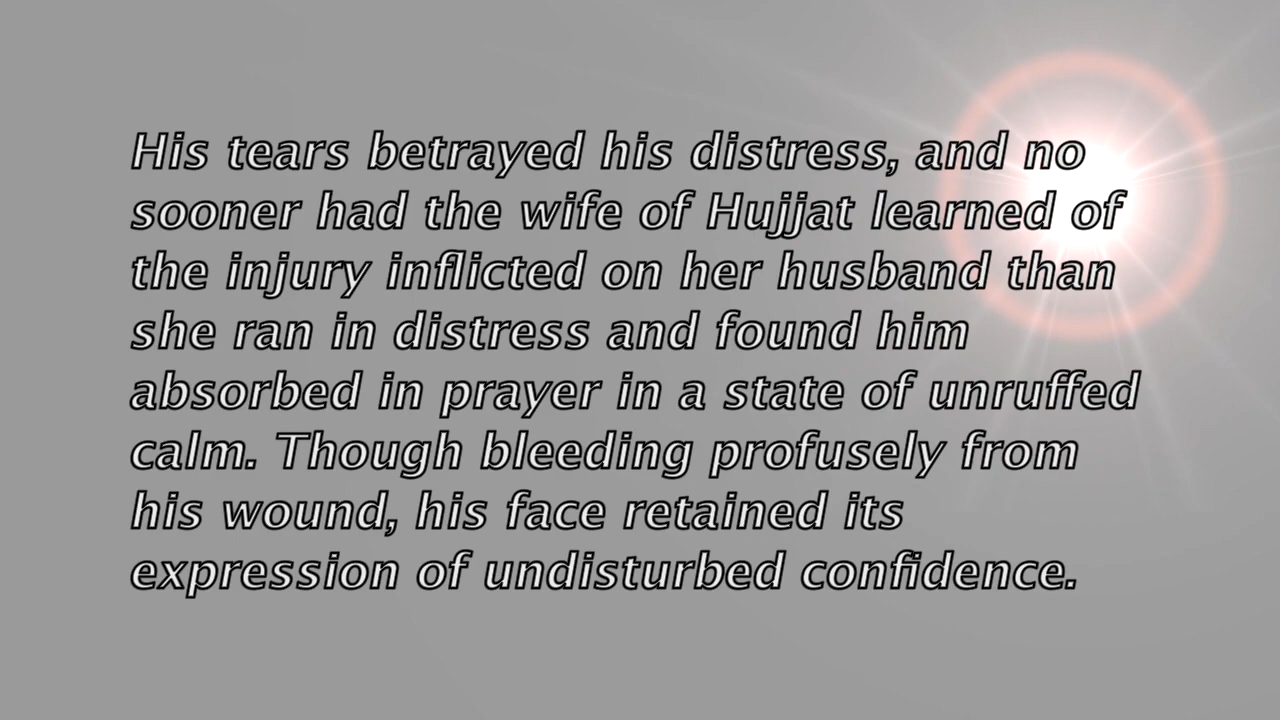 His tears betrayed his distress, and no
sooner had the wife of Hujjat learned of
the injury inflicted on her husband than
she ran in distress and found him
absorbed in prayer in a state of unruffed
calm. Though bleeding profusely from
his wound, his face retained its
expression of undisturbed confidence.